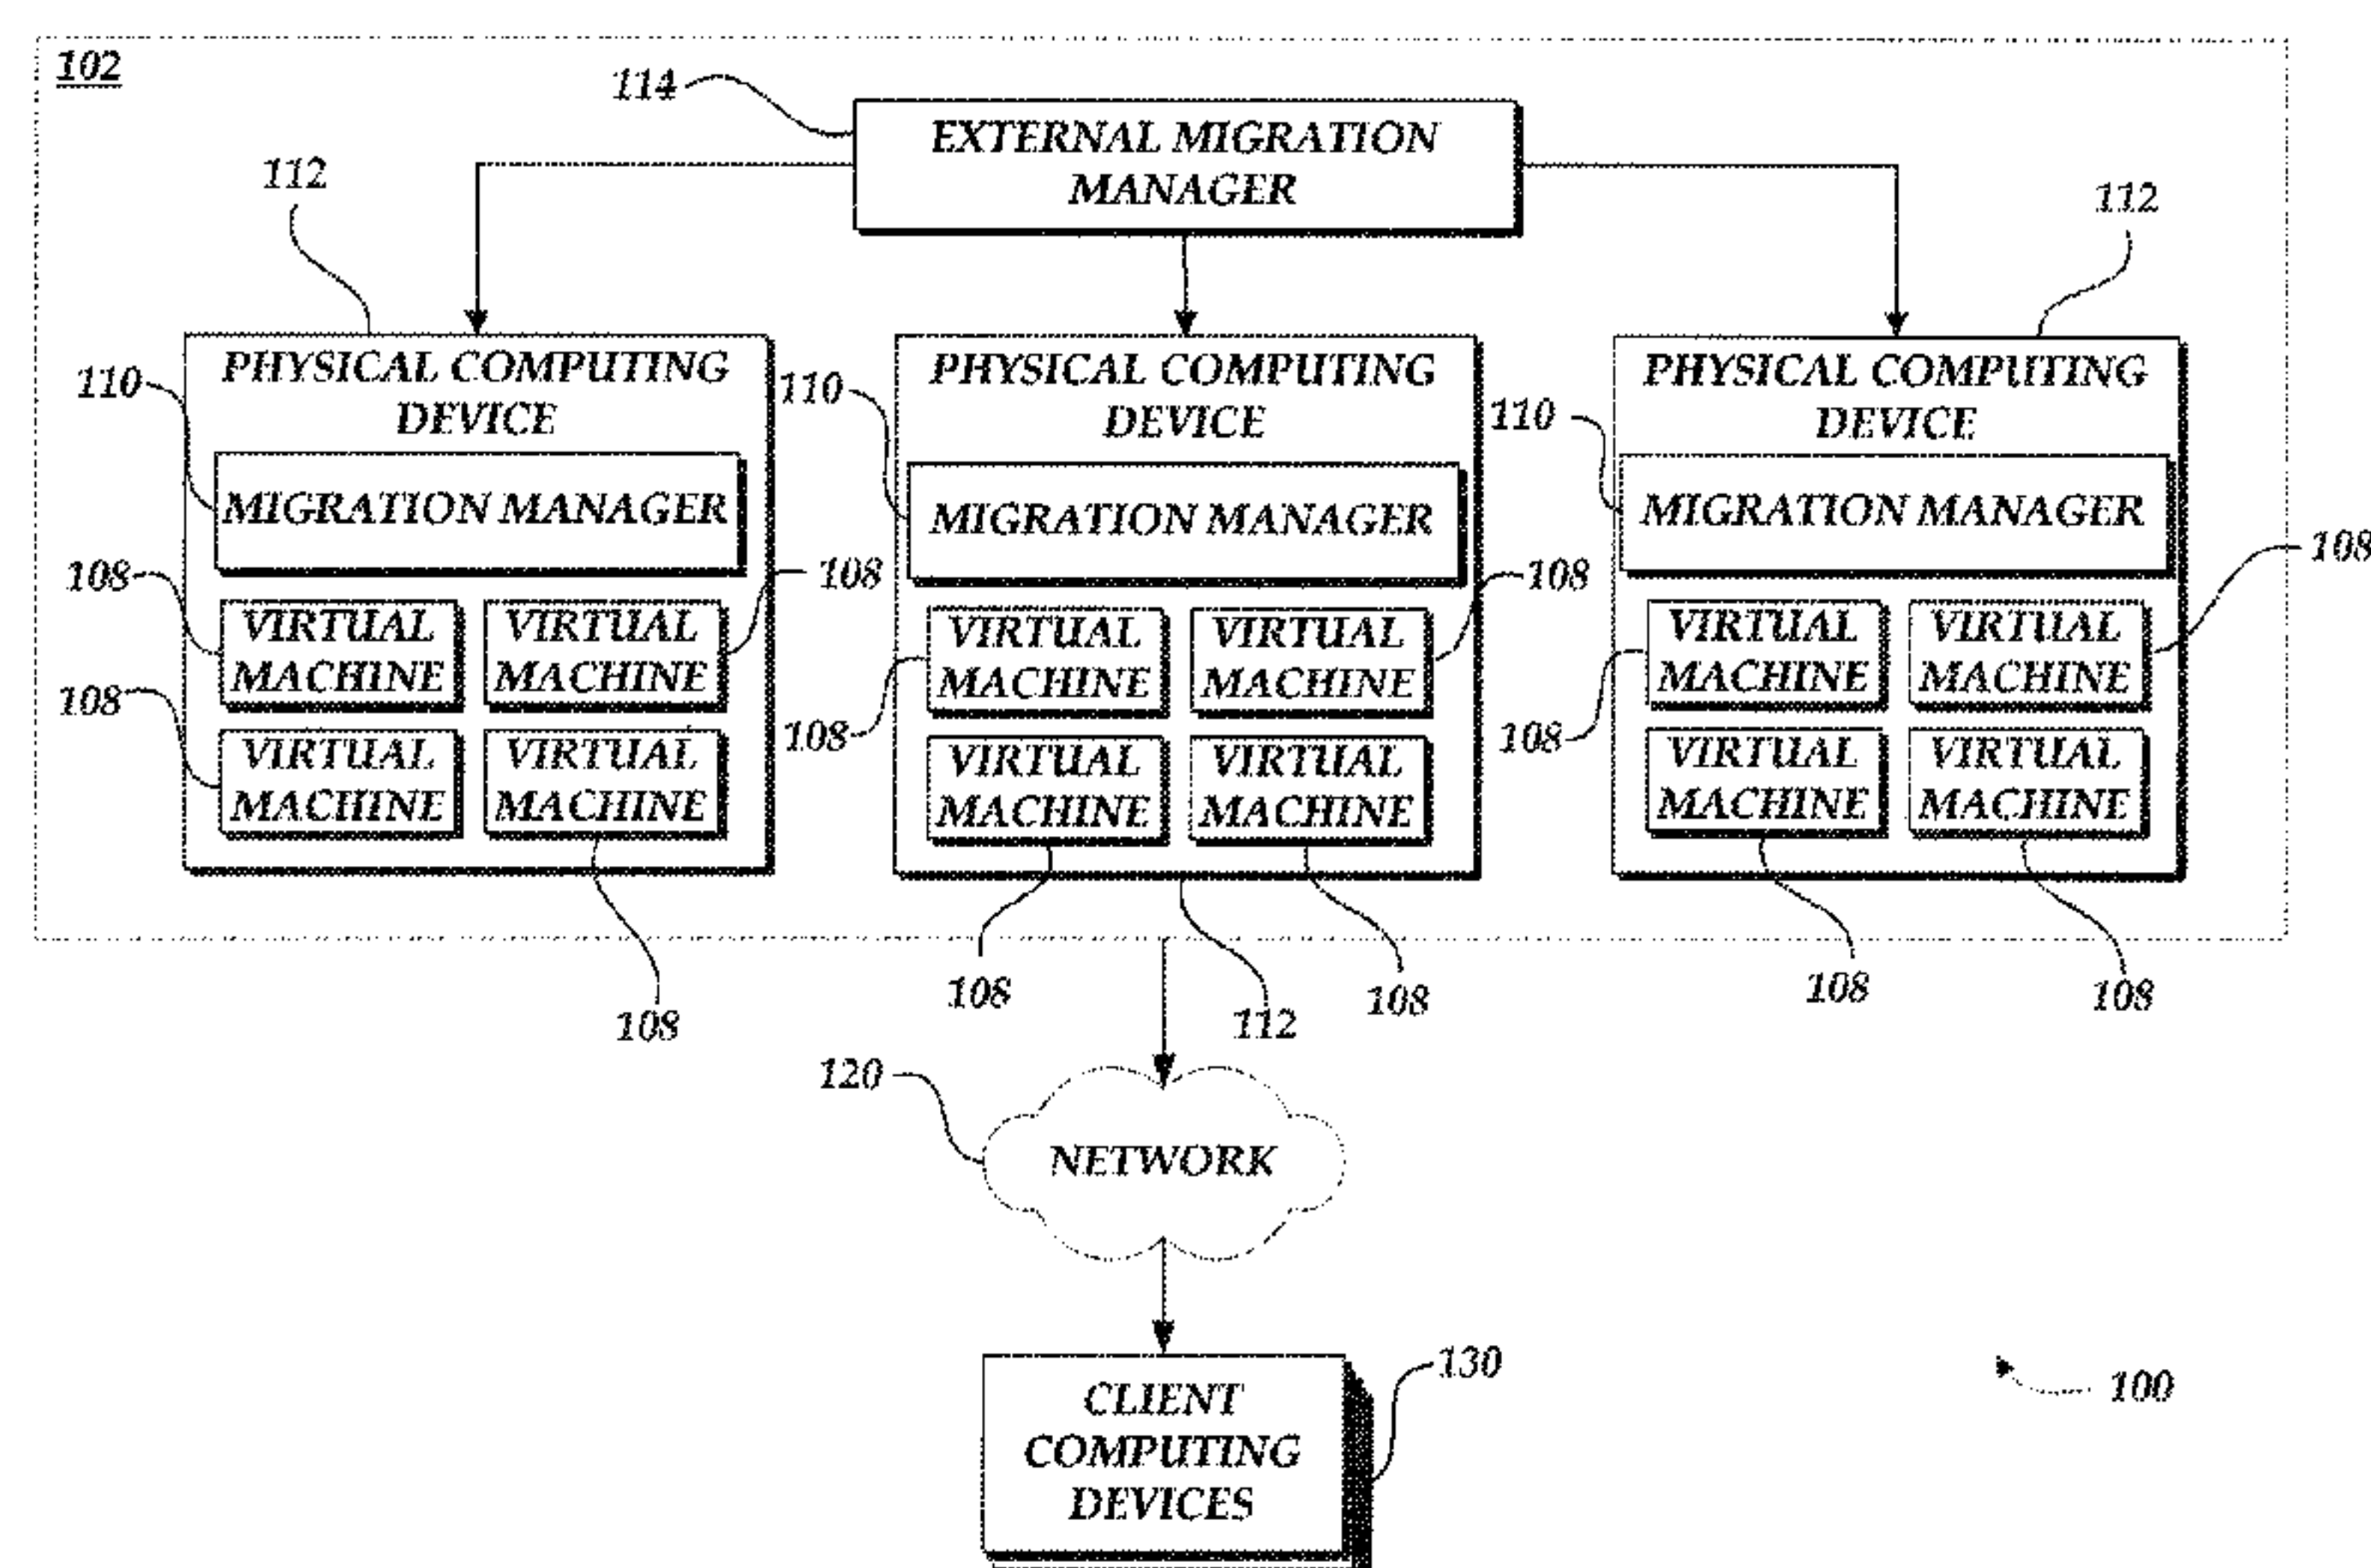 102
114
EXTERNAL MIGRATION
MANAGER
112
112
PHYSICAL COMPUTING
DEVICE
110
MIGRATION MANAGER
108
108
VIRTUAL
MACHINE
VIRTUAL
MACHINE
108
VIRTUAL
MACHINE
VIRTUAL
MACHINE
108
PHYSICAL COMPUTING
DEVICE
110
MIGRATION MANAGER
108
VIRTUAL
MACHINE
VIRTUAL
MACHINE
108
VIRTUAL
MACHINE
VIRTUAL
MACHINE
108
112
108
PHYSICAL COMPUTING
DEVICE
110
MIGRATION MANAGER
108
VIRTUAL
MACHINE
VIRTUAL
MACHINE
108
VIRTUAL
MACHINE
VIRTUAL
MACHINE
108
108
120
NETWORK
130
CLIENT
COMPUTING
DEVICES
100